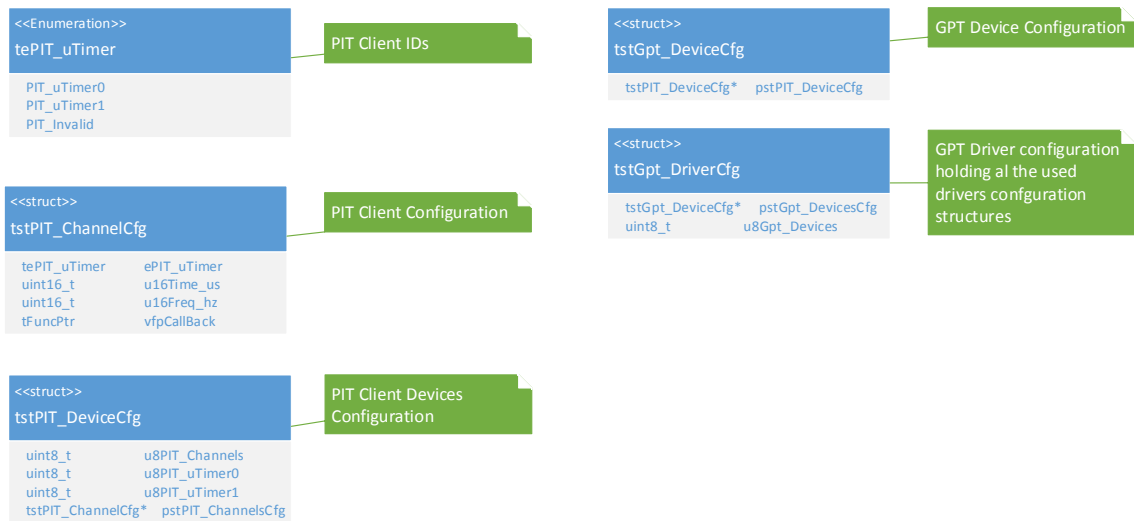 <<Enumeration>>
tePIT_uTimer
PIT_uTimer0
PIT_uTimer1
PIT_Invalid
PIT Client IDs
<<struct>>
tstPIT_ChannelCfg
tePIT_uTimer ePIT_uTimer
uint16_t u16Time_us
uint16_t u16Freq_hz
tFuncPtr vfpCallBack
PIT Client Configuration
<<struct>>
tstPIT_DeviceCfg
uint8_t u8PIT_Channels
uint8_t u8PIT_uTimer0
uint8_t u8PIT_uTimer1
tstPIT_ChannelCfg* pstPIT_ChannelsCfg
PIT Client Devices
Configuration
<<struct>>
tstGpt_DeviceCfg
tstPIT_DeviceCfg* pstPIT_DeviceCfg
GPT Device Configuration
<<struct>>
tstGpt_DriverCfg
tstGpt_DeviceCfg* pstGpt_DevicesCfg
uint8_t u8Gpt_Devices
GPT Driver configuration
holding al the used
drivers confguration
structures